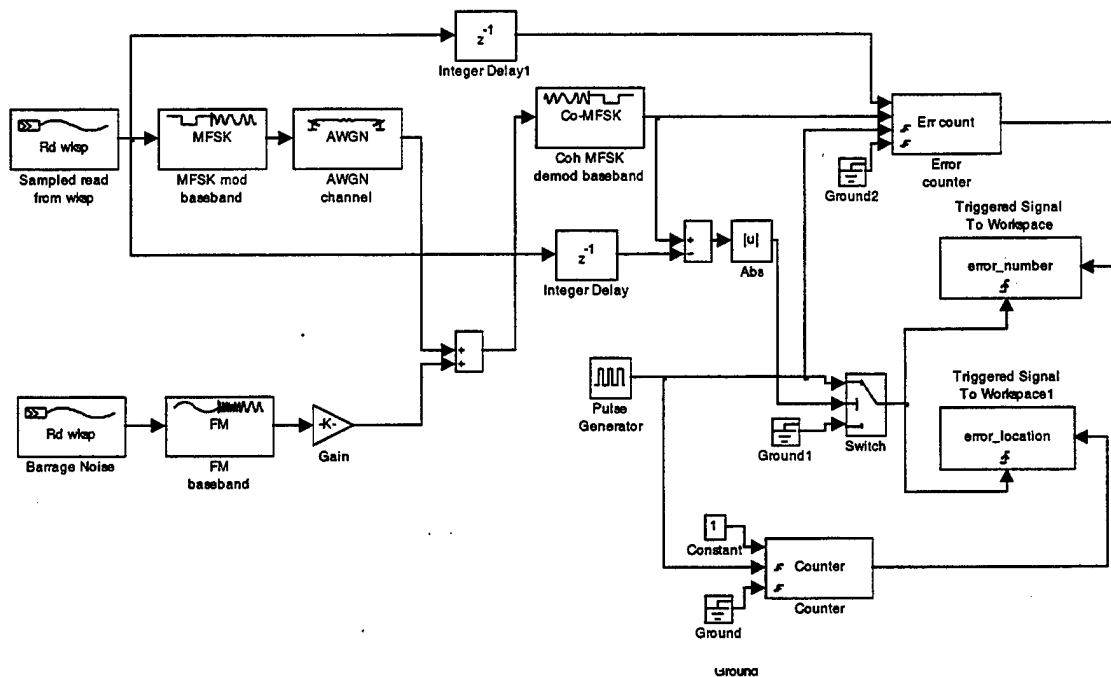 z-1
Integer Delay1
Rd wksp
Sampled read
from wksp
MFSK
MFSK mod
baseband
AWGN
AWGN
channel
Co-MFSK
Coh MFSK
demod baseband
Err count
Error
counter
Ground2
z-1
Integer Delay
+
-
|u|
Abs
Triggered Signal
To Workspace
error_number
+
+
Pulse
Generator
Ground1
Switch
Triggered Signal
To Workspace1
error_location
Rd wksp
Barrage Noise
FM
FM
baseband
-K-
Gain
1
Constant
Counter
Counter
Ground
Ground